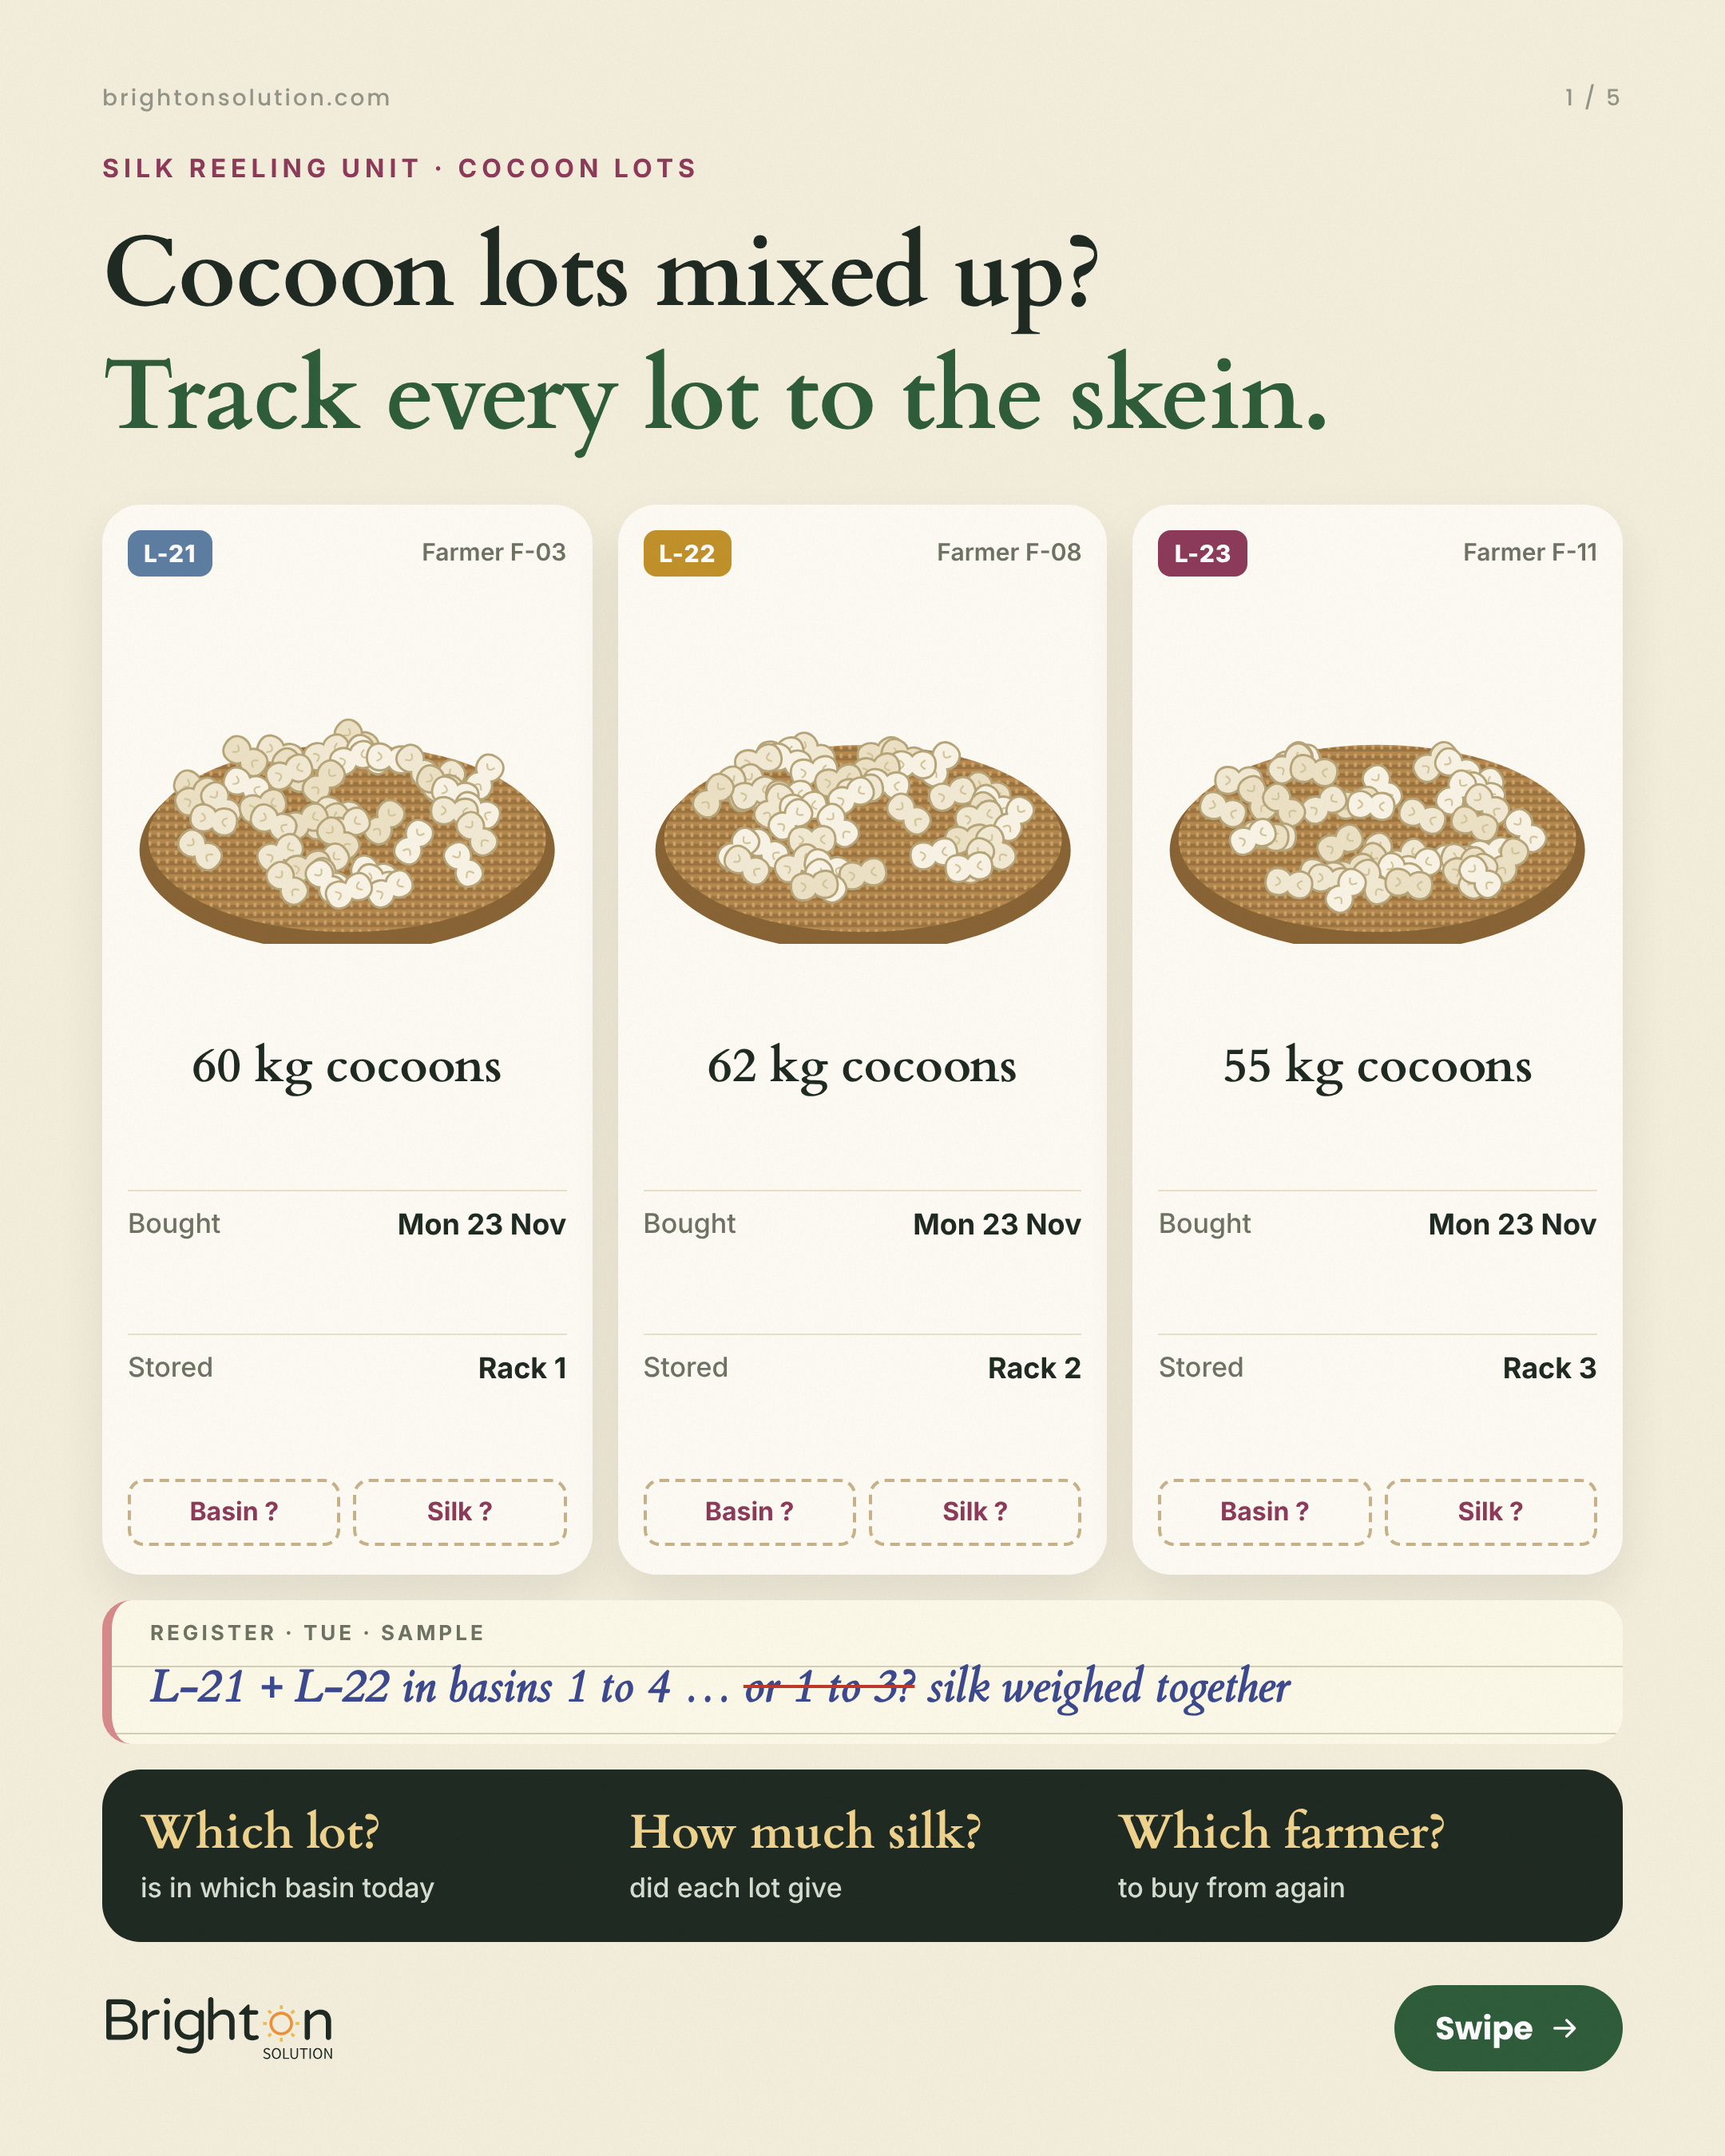 brightonsolution.com
1 / 5
SILK REELING UNIT · COCOON LOTS
Cocoon lots mixed up?
Track every lot to the skein.
L-21
Farmer F-03
60 kg cocoons
Bought
Mon 23 Nov
Stored
Rack 1
Basin ?
Silk ?
L-22
Farmer F-08
62 kg cocoons
Bought
Mon 23 Nov
Stored
Rack 2
Basin ?
Silk ?
L-23
Farmer F-11
55 kg cocoons
Bought
Mon 23 Nov
Stored
Rack 3
Basin ?
Silk ?
REGISTER · TUE · SAMPLE
L-21 + L-22 in basins 1 to 4 … or 1 to 3? silk weighed together
Which lot?
is in which basin today
How much silk?
did each lot give
Which farmer?
to buy from again
Brighton
SOLUTION
Swipe →